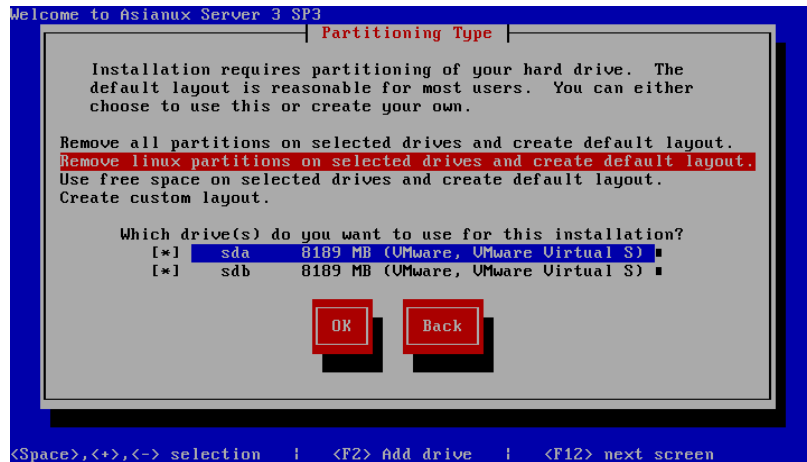 Welcome to Asianux Server 3 SP3
Partitioning Type
Installation requires partitioning of your hard drive. The
default layout is reasonable for most users. You can either
choose to use this or create your own.
Remove all partitions on selected drives and create default layout.
Remove linux partitions on selected drives and create default layout.
Use free space on selected drives and create default layout.
Create custom layout.
Which drive(s) do you want to use for this installation?
[*] sda 8189 MB (VMware, VMware Virtual S)
[*] sdb 8189 MB (VMware, VMware Virtual S)
OK Back
<Space>,<+>,<-> selection | <F2> Add drive | <F12> next screen